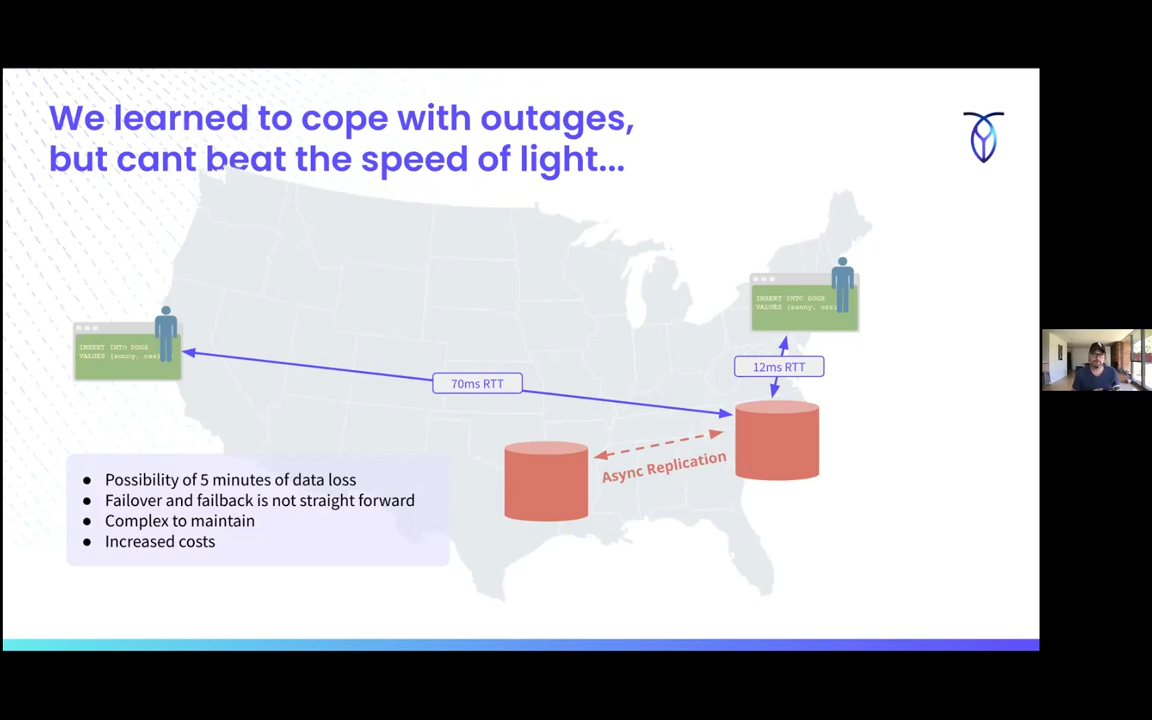 We learned to cope with outages,
but cant beat the speed of light...
INSERT INTO DOGS
VALUES (sunny,
12ms RTT
INSERT INTO DOGS
VALUES (sunny,
70ms RTT
Async Replication
● Possibility of 5 minutes of data loss
● Failover and failback is not straight forward
● Complex to maintain
● Increased costs